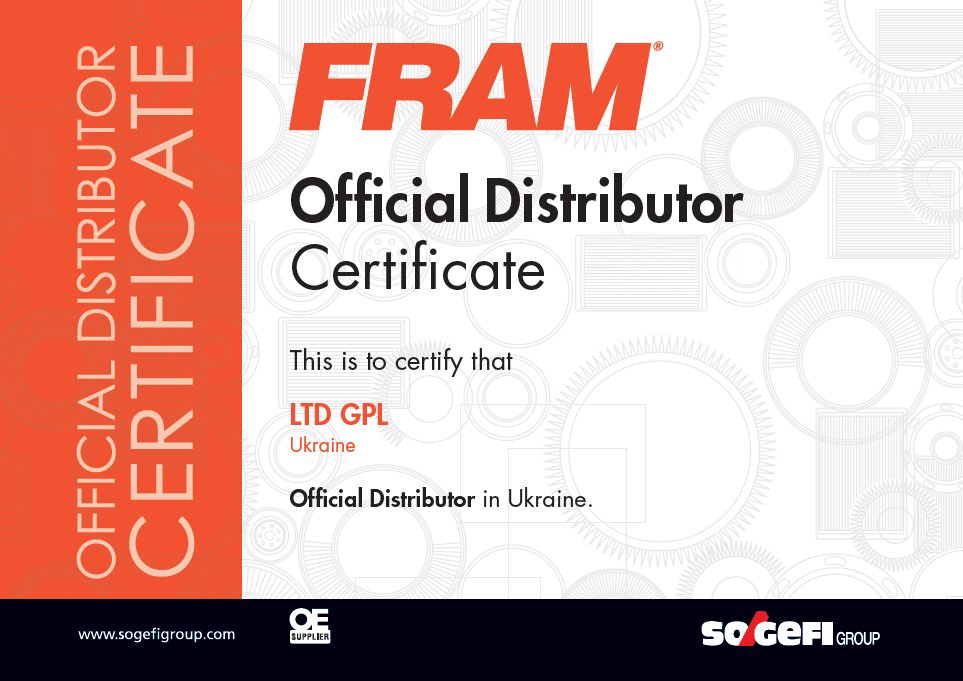 OFFICIAL DISTRIBUTOR
CERTIFICATE
FRAM®
Official Distributor
Certificate
This is to certify that
LTD GPL
Ukraine
Official Distributor in Ukraine.
www.sogefigroup.com
OE
SUPPLIER
SOGEFI GROUP